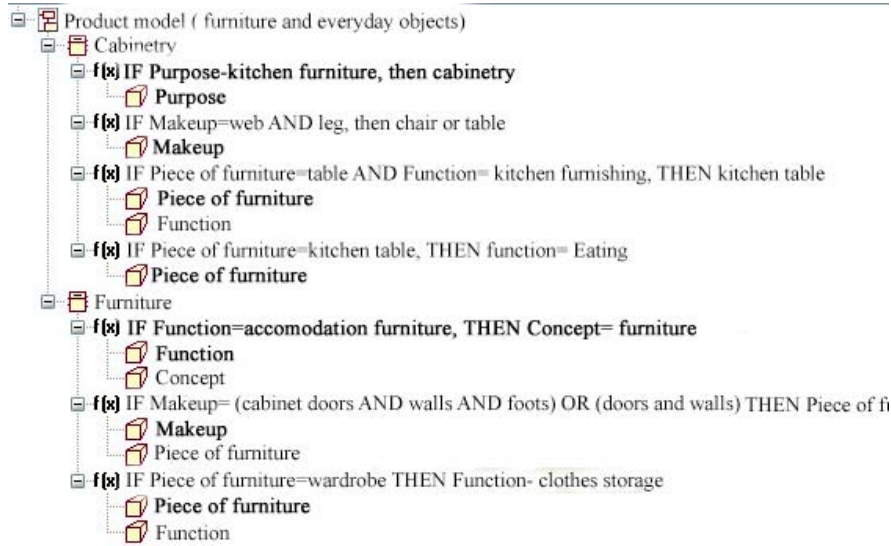 Product model ( furniture and everyday objects)
Cabinetry
f(x) IF Purpose-kitchen furniture, then cabinetry
Purpose
f(x) IF Makeup=web AND leg, then chair or table
Makeup
f(x) IF Piece of furniture=table AND Function= kitchen furnishing, THEN kitchen table
Piece of furniture
Function
f(x) IF Piece of furniture=kitchen table, THEN function= Eating
Piece of furniture
Furniture
f(x) IF Function=accomodation furniture, THEN Concept= furniture
Function
Concept
f(x) IF Makeup= (cabinet doors AND walls AND foots) OR (doors and walls) THEN Piece of
Makeup
Piece of furniture
f(x) IF Piece of furniture=wardrobe THEN Function- clothes storage
Piece of furniture
Function